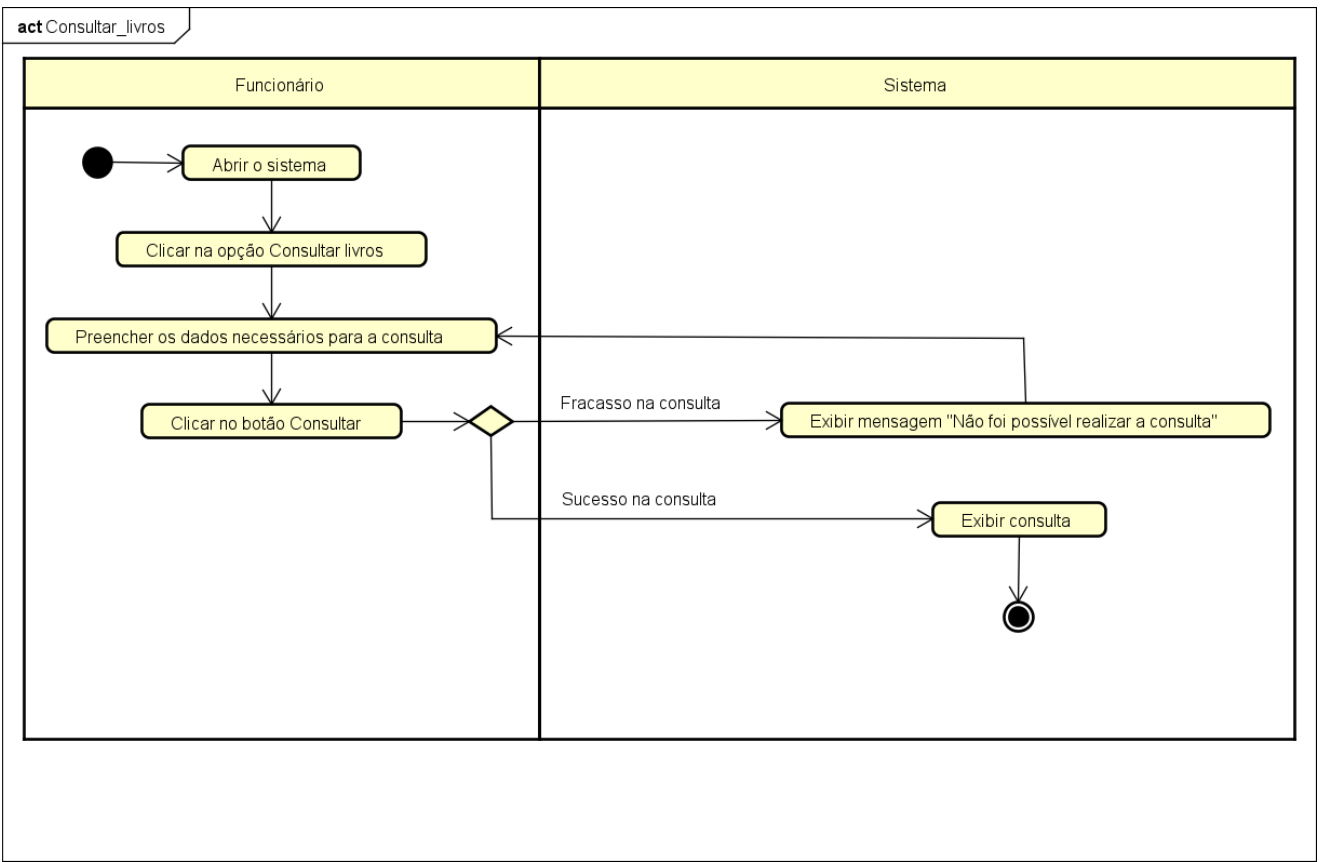 act Consultar_livros
Funcionário
Sistema
Abrir o sistema
Clicar na opção Consultar livros
Preencher os dados necessários para a consulta
Clicar no botão Consultar
Fracasso na consulta
Exibir mensagem "Não foi possível realizar a consulta"
Sucesso na consulta
Exibir consulta